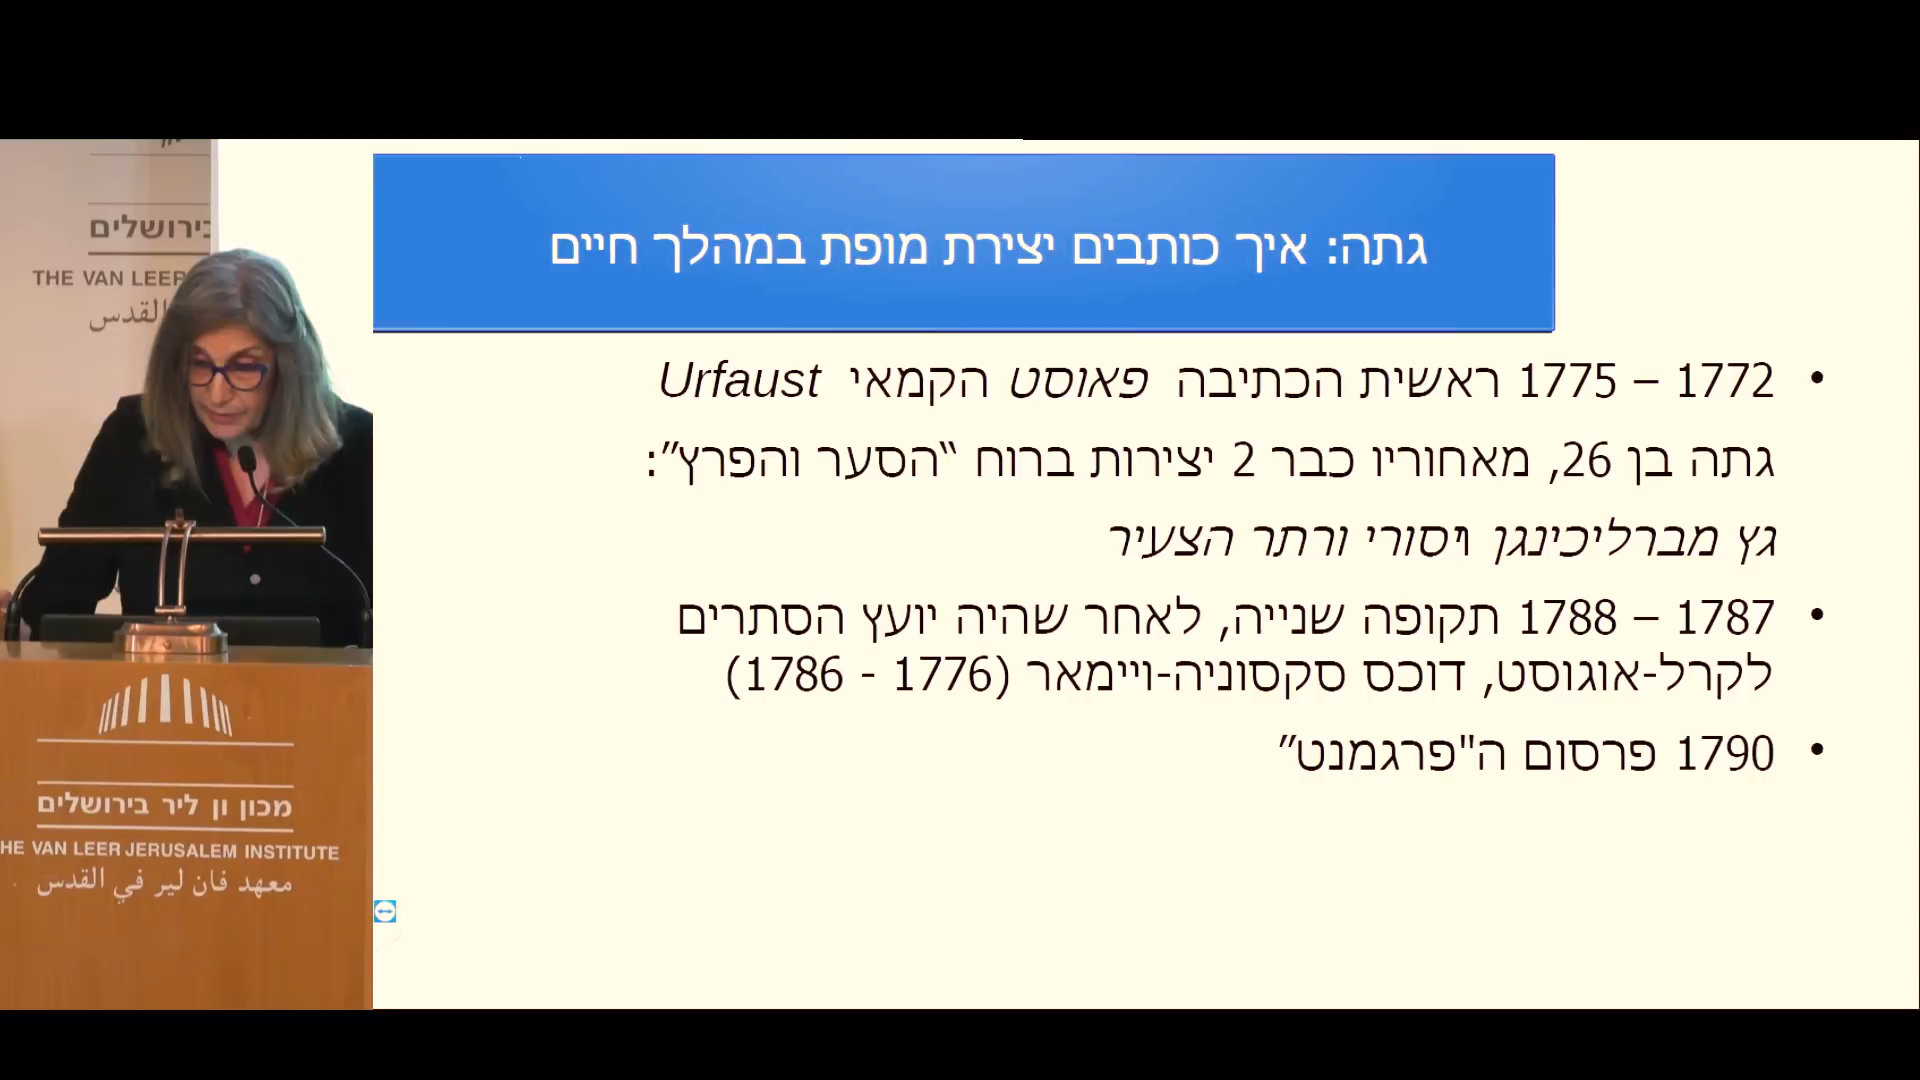 גתה: איך כותבים יצירת מופת במהלך חיים
1772 – 1775 ראשית הכתיבה פאוסט הקמאי Urfaust
גתה בן 26, מאחוריו כבר 2 יצירות ברוח “הסער והפרץ”:
גץ מברליכינגן ויסורי ורתר הצעיר
1787 – 1788 תקופה שנייה, לאחר שהיה יועץ הסתרים
לקרל-אוגוסט, דוכס סקסוניה-ויימאר (1776 - 1786)
1790 פרסום ה"פרגמנט”
בירושלים
THE VAN LEER
القدس
מכון ון ליר בירושלים
HE VAN LEER JERUSALEM INSTITUTE
معهد فان لير في القدس